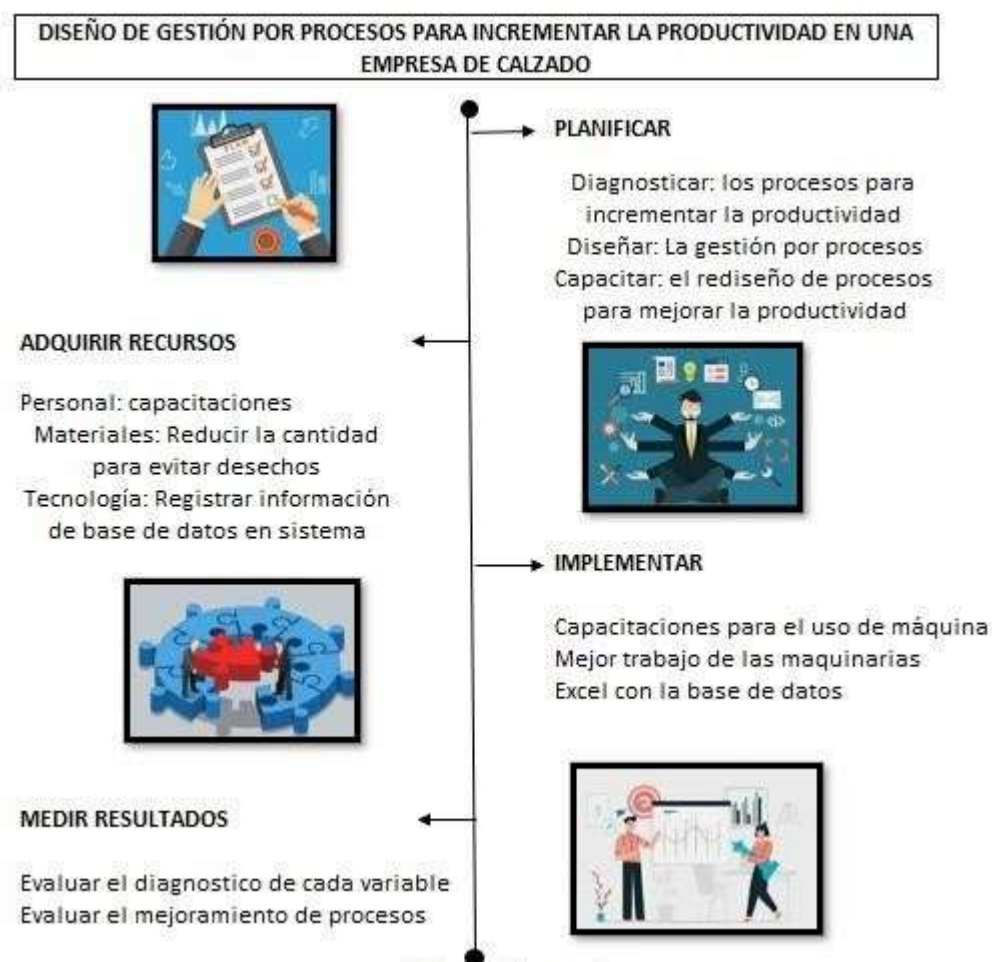 DISEÑO DE GESTIÓN POR PROCESOS PARA INCREMENTAR LA PRODUCTIVIDAD EN UNA
EMPRESA DE CALZADO
PLAN
PLANIFICAR
Diagnosticar: los procesos para
incrementar la productividad
Diseñar: La gestión por procesos
Capacitar: el rediseño de procesos
para mejorar la productividad
ADQUIRIR RECURSOS
Personal: capacitaciones
Materiales: Reducir la cantidad
para evitar desechos
Tecnología: Registrar información
de base de datos en sistema
IMPLEMENTAR
Capacitaciones para el uso de máquina
Mejor trabajo de las maquinarias
Excel con la base de datos
MEDIR RESULTADOS
Evaluar el diagnostico de cada variable
Evaluar el mejoramiento de procesos